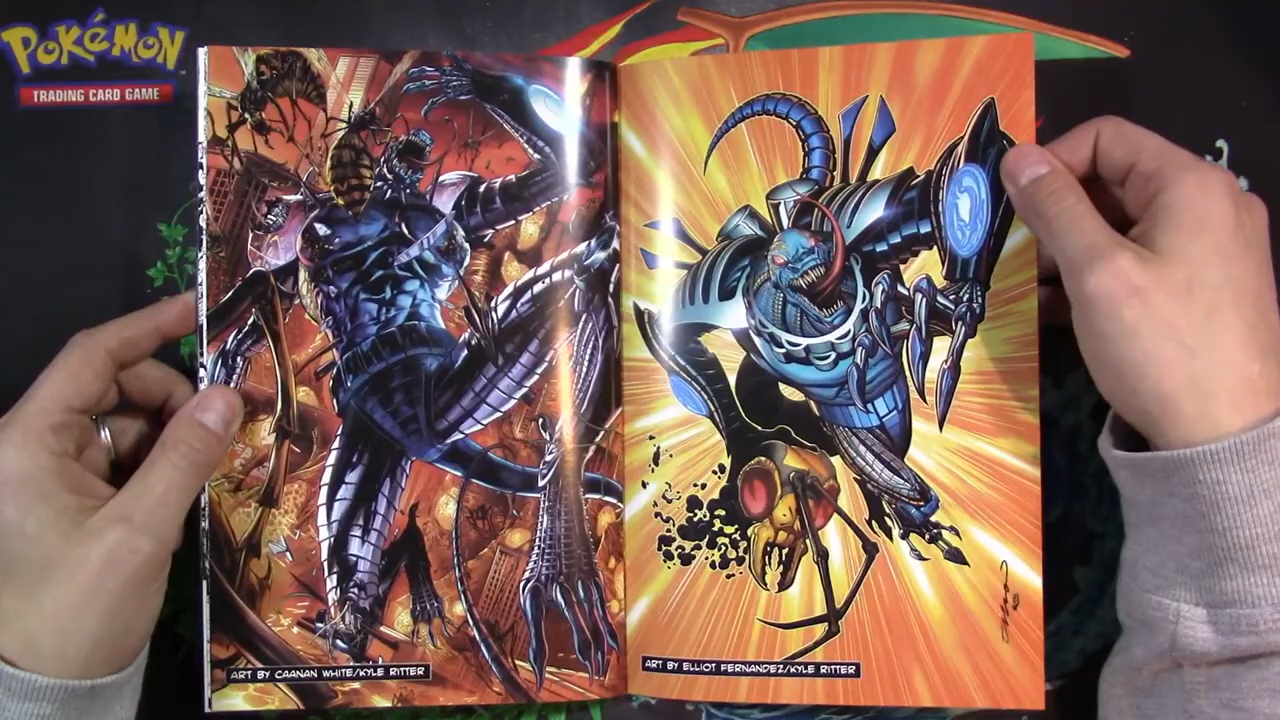 POKéMON
TRADING CARD GAME
ART BY CAANAN WHITE/KYLE RITTER
ART BY ELLIOT FERNANDEZ/KYLE RITTER